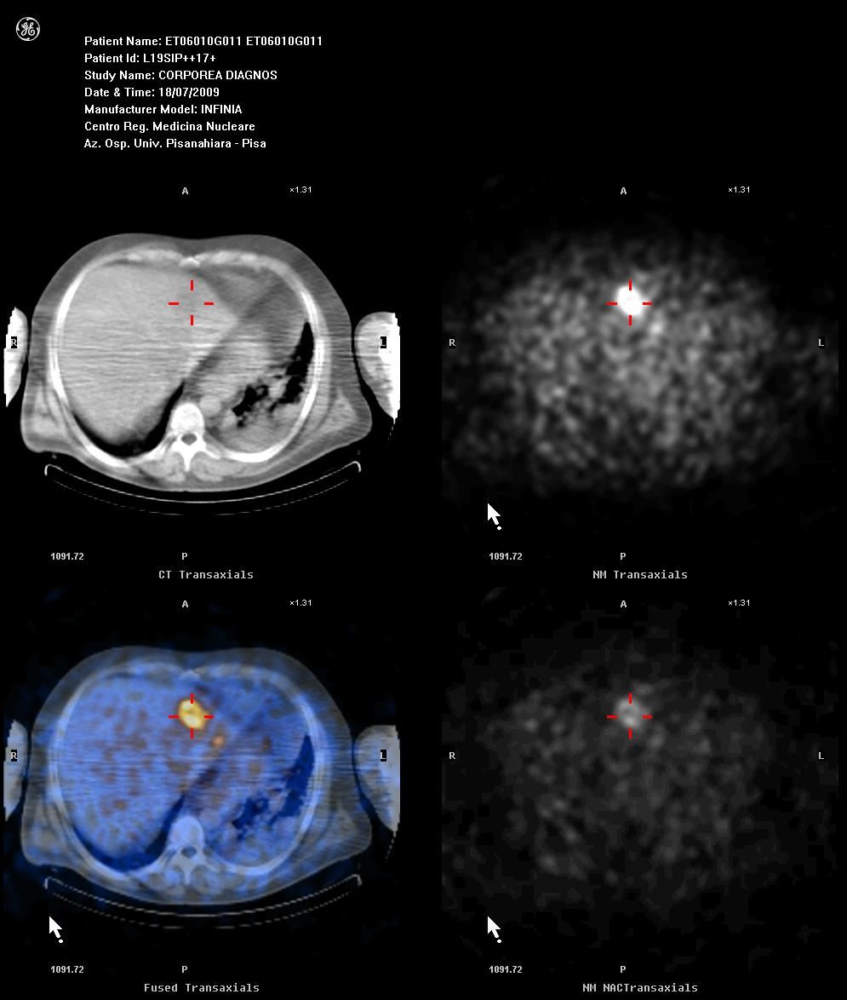 GE
Patient Name: ET06010G011 ET06010G011
Patient Id: L19SIP++17+
Study Name: CORPOREA DIAGNOS
Date & Time: 18/07/2009
Manufacturer Model: INFINIA
Centro Reg. Medicina Nucleare
Az. Osp. Univ. Pisanahiara - Pisa
A ×1.31
A ×1.31
R L
R L
1091.72 P
1091.72 P
CT Transaxials
NM Transaxials
A ×1.31
A ×1.31
R L
R L
1091.72 P
1091.72 P
Fused Transaxials
NM NACTransaxials